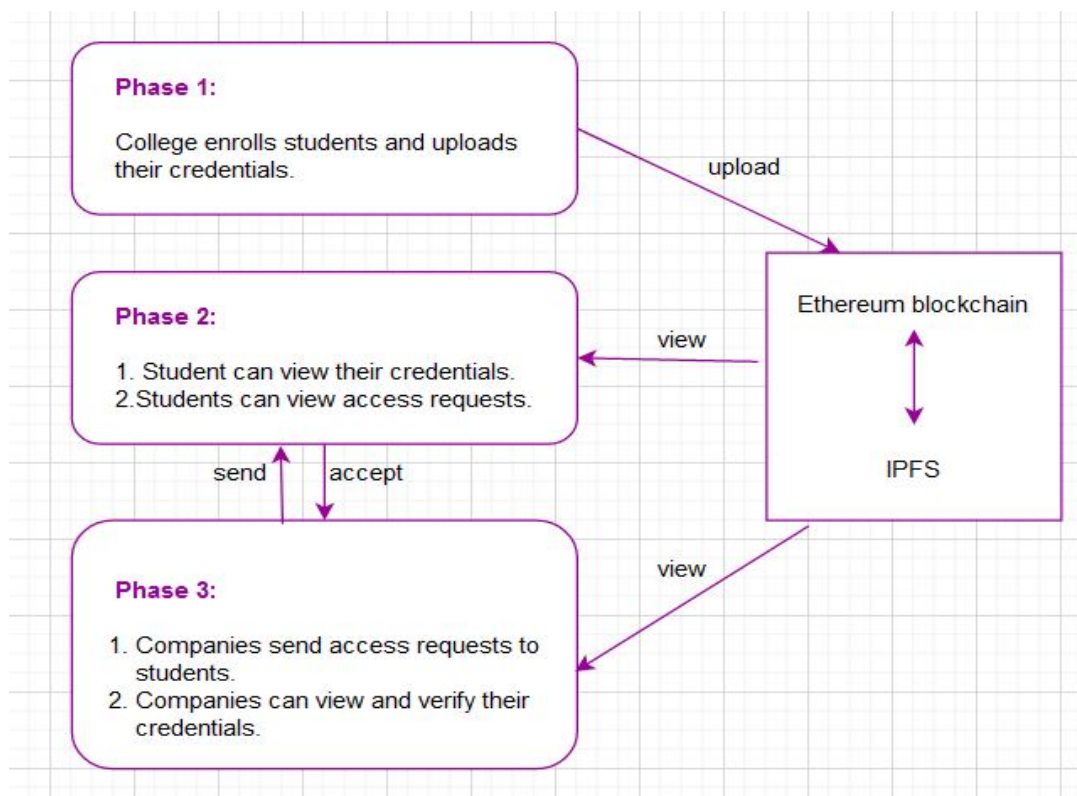 Phase 1:
College enrolls students and uploads
their credentials.
upload
Phase 2:
1. Student can view their credentials.
2.Students can view access requests.
view
Ethereum blockchain
IPFS
send
accept
Phase 3:
1. Companies send access requests to
students.
2. Companies can view and verify their
credentials.
view